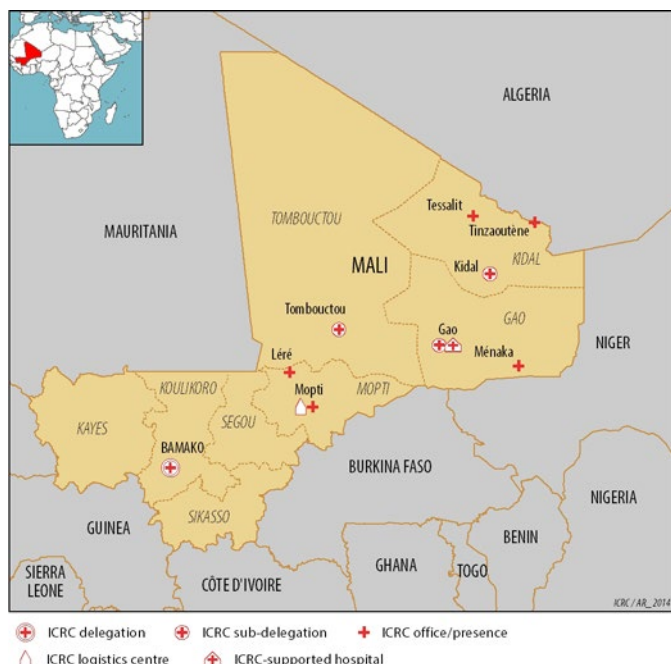 ALGERIA
MAURITANIA
TOMBOUCTOU
Tessalit
Tinzaoutène
MALI
Kidal
KIDAL
Tombouctou
Gao
GAO
NIGER
Léré
Ménaka
KOULIKORO
Mopti
MOPTI
KAYES
SEGOU
BAMAKO
BURKINA FASO
NIGERIA
SIKASSO
GUINEA
BENIN
SIERRA
LEONE
CÔTE D'IVOIRE
GHANA
TOGO
ICRC / AR_ 2014
ICRC delegation
ICRC sub-delegation
ICRC office/presence
ICRC logistics centre
ICRC-supported hospital